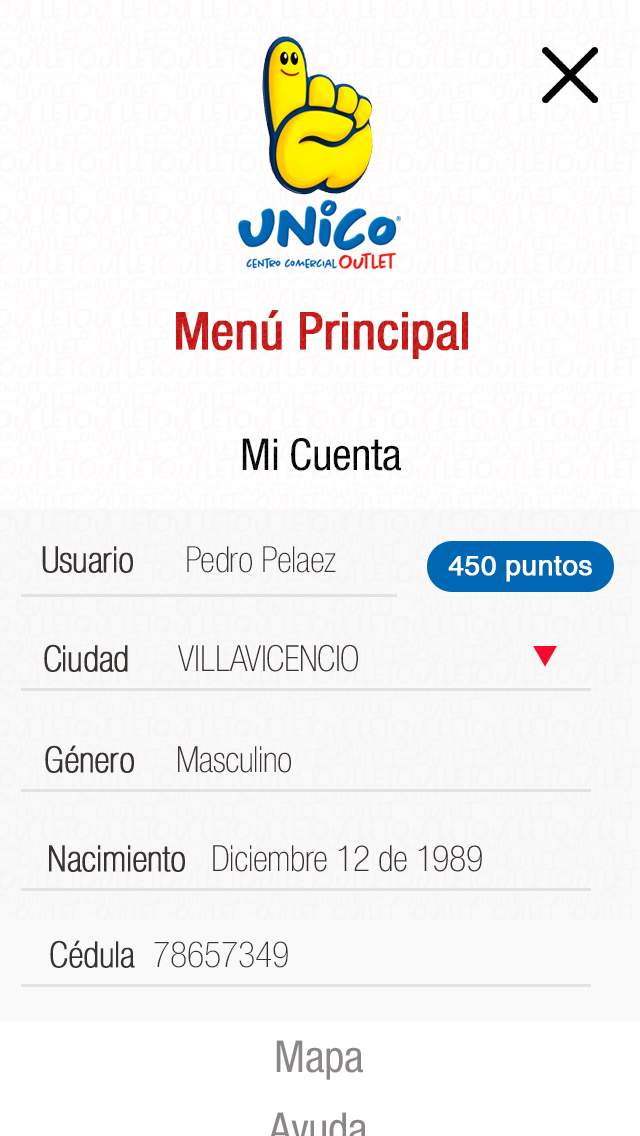 UNiCO
CENTRO COMERCIAL OUTLET
Menú Principal
Mi Cuenta
Usuario Pedro Pelaez 450 puntos
Ciudad VILLAVICENCIO
Género Masculino
Nacimiento Diciembre 12 de 1989
Cédula 78657349
Mapa
Ayuda